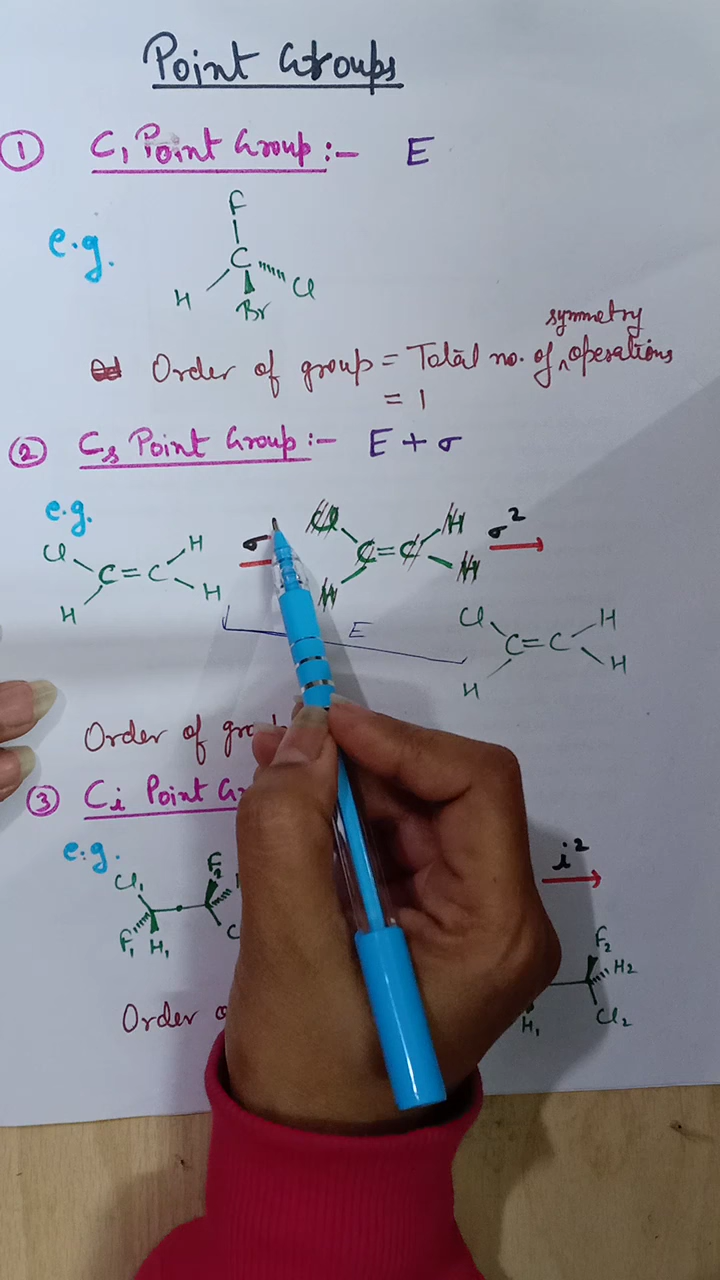 Point Groups
① C₁ Point Group :- E
e.g.
F
C
H Cl
Br
symmetry
Order of group = Total no. of ∧ operations
= 1
② Cs Point Group :- E + σ
e.g.
Cl H
C=C
H H
σ
Cl H
C=C
H H
σ²
Cl H
C=C
H H
E
Order of
③ Ci Point
e.g.
Cl₁ F₂
F₁ H₁
i²
F₂
H₂
H₁ Cl₂
Order